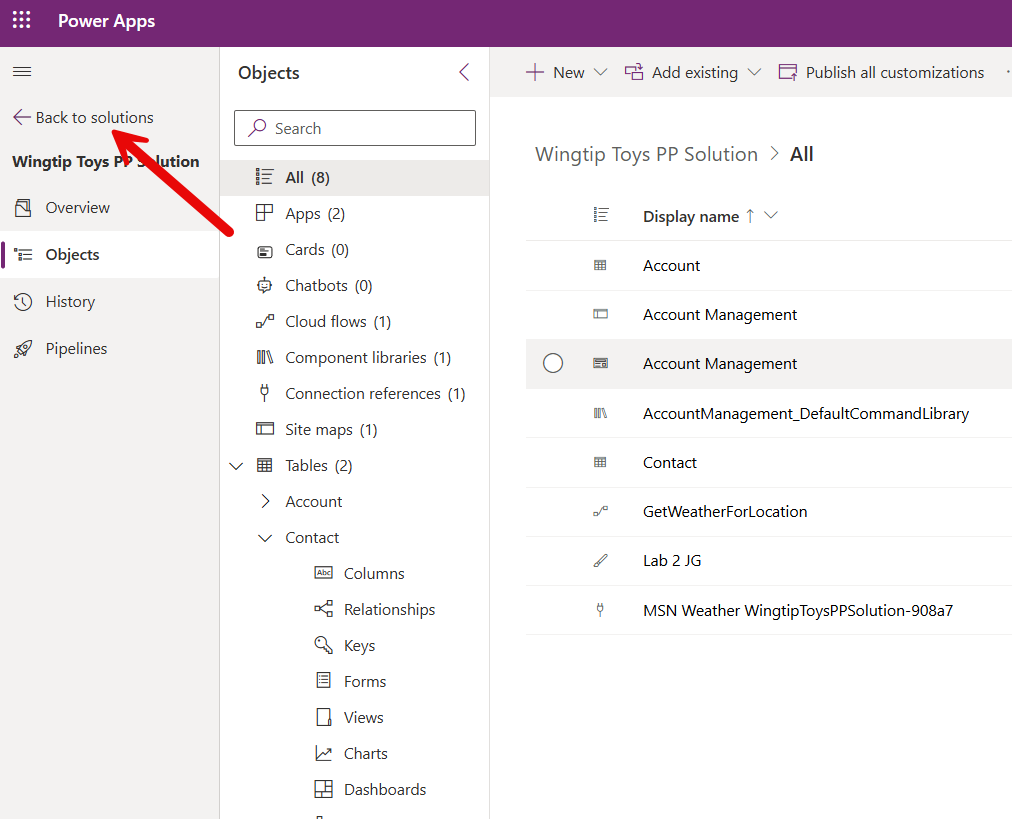 Power Apps
Back to solutions
Wingtip Toys PP Solution
Overview
Objects
History
Pipelines
Objects
Search
All (8)
Apps (2)
Cards (0)
Chatbots (0)
Cloud flows (1)
Component libraries (1)
Connection references (1)
Site maps (1)
Tables (2)
Account
Contact
Abc Columns
Relationships
Keys
Forms
Views
Charts
Dashboards
New Add existing Publish all customizations
Wingtip Toys PP Solution > All
Display name ↑
Account
Account Management
Account Management
AccountManagement_DefaultCommandLibrary
Contact
GetWeatherForLocation
Lab 2 JG
MSN Weather WingtipToysPPSolution-908a7